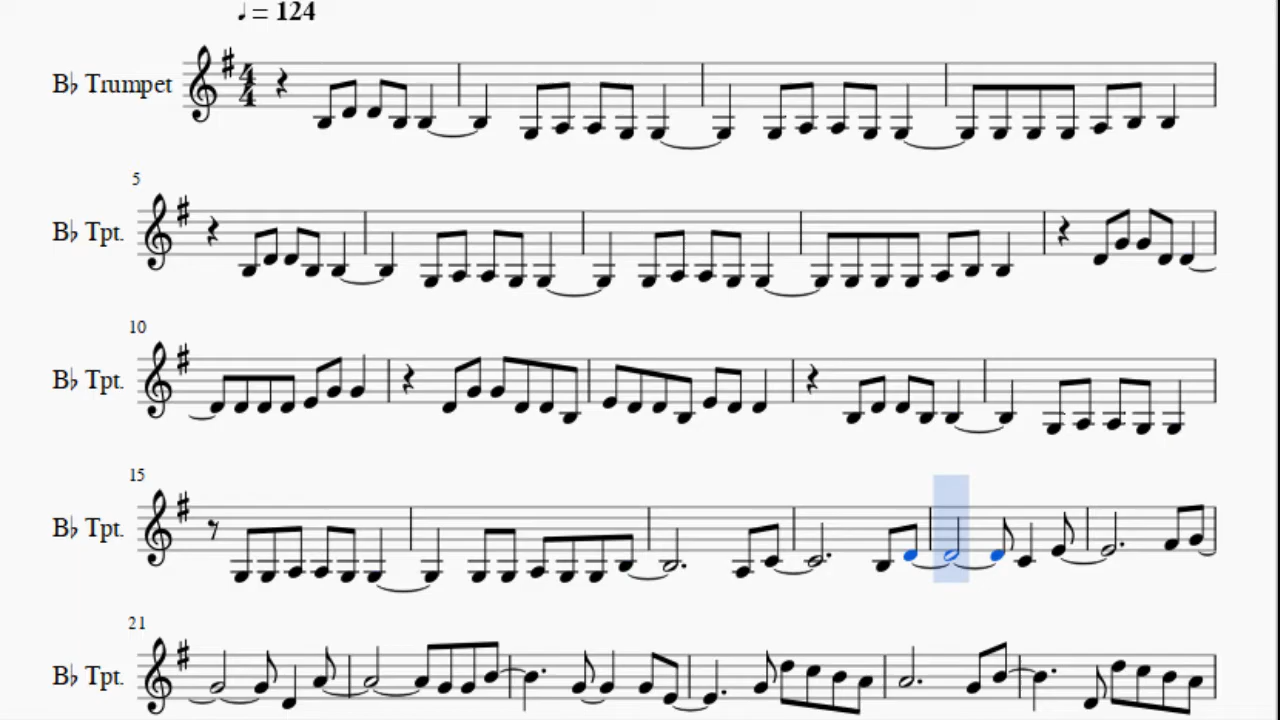 ♩ = 124
B♭ Trumpet
4
4
5
B♭ Tpt.
10
B♭ Tpt.
15
B♭ Tpt.
21
B♭ Tpt.